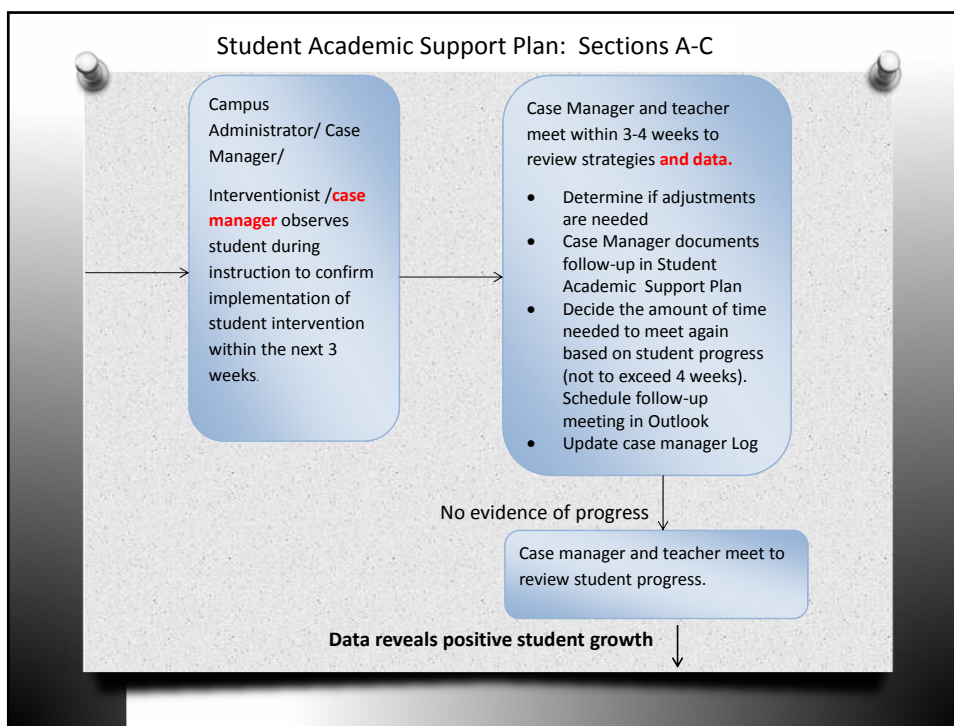 Student Academic Support Plan:  Sections A-C
Campus
Administrator/ Case
Manager/
Interventionist /case
manager observes
student during
instruction to confirm
implementation of
student intervention
within the next 3
weeks.
Case Manager and teacher
meet within 3-4 weeks to
review strategies and data.
• Determine if adjustments
are needed
• Case Manager documents
follow-up in Student
Academic  Support Plan
• Decide the amount of time
needed to meet again
based on student progress
(not to exceed 4 weeks).
Schedule follow-up
meeting in Outlook
• Update case manager Log
No evidence of progress
Case manager and teacher meet to
review student progress.
Data reveals positive student growth